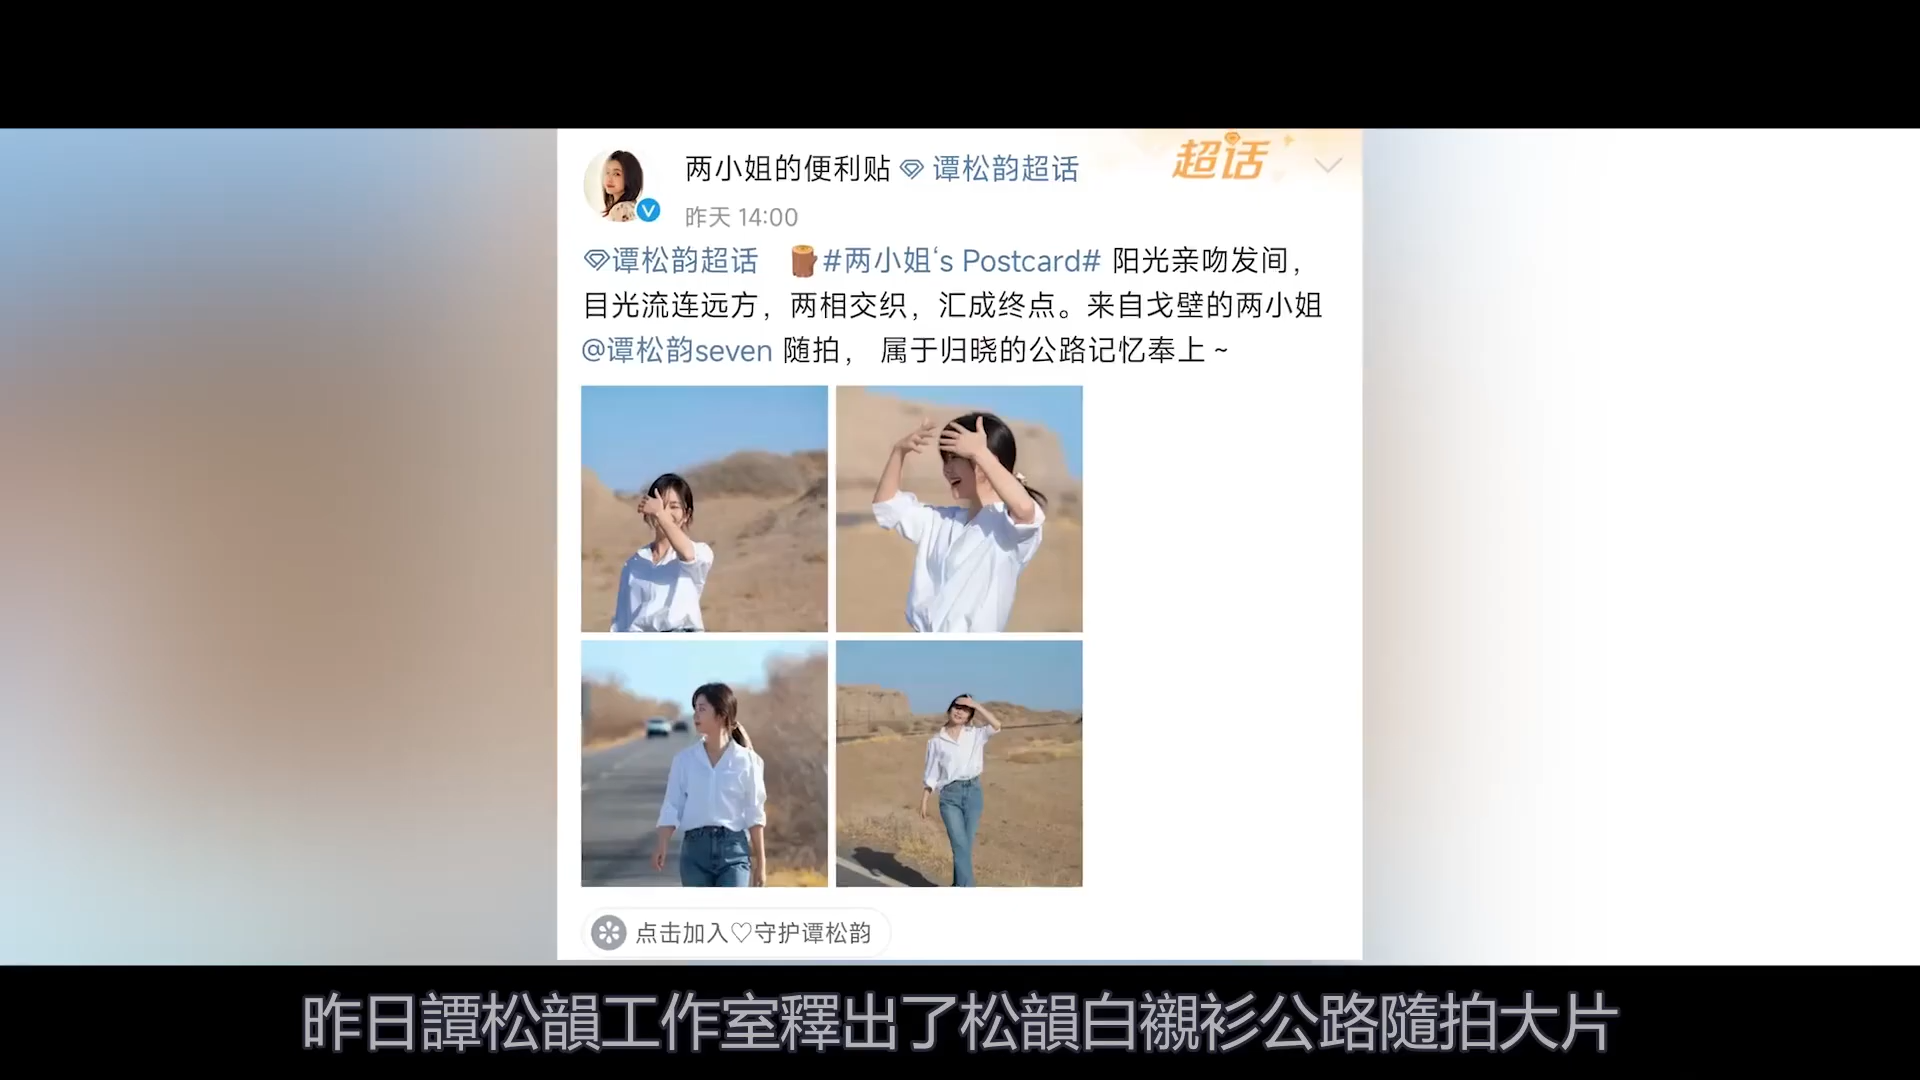 两小姐的便利贴 谭松韵超话
超话
昨天 14:00
谭松韵超话 #两小姐‘s Postcard# 阳光亲吻发间，
目光流连远方，两相交织，汇成终点。来自戈壁的两小姐
@谭松韵seven 随拍， 属于归晓的公路记忆奉上～
点击加入♡守护谭松韵
昨日譚松韻工作室釋出了松韻白襯衫公路隨拍大片